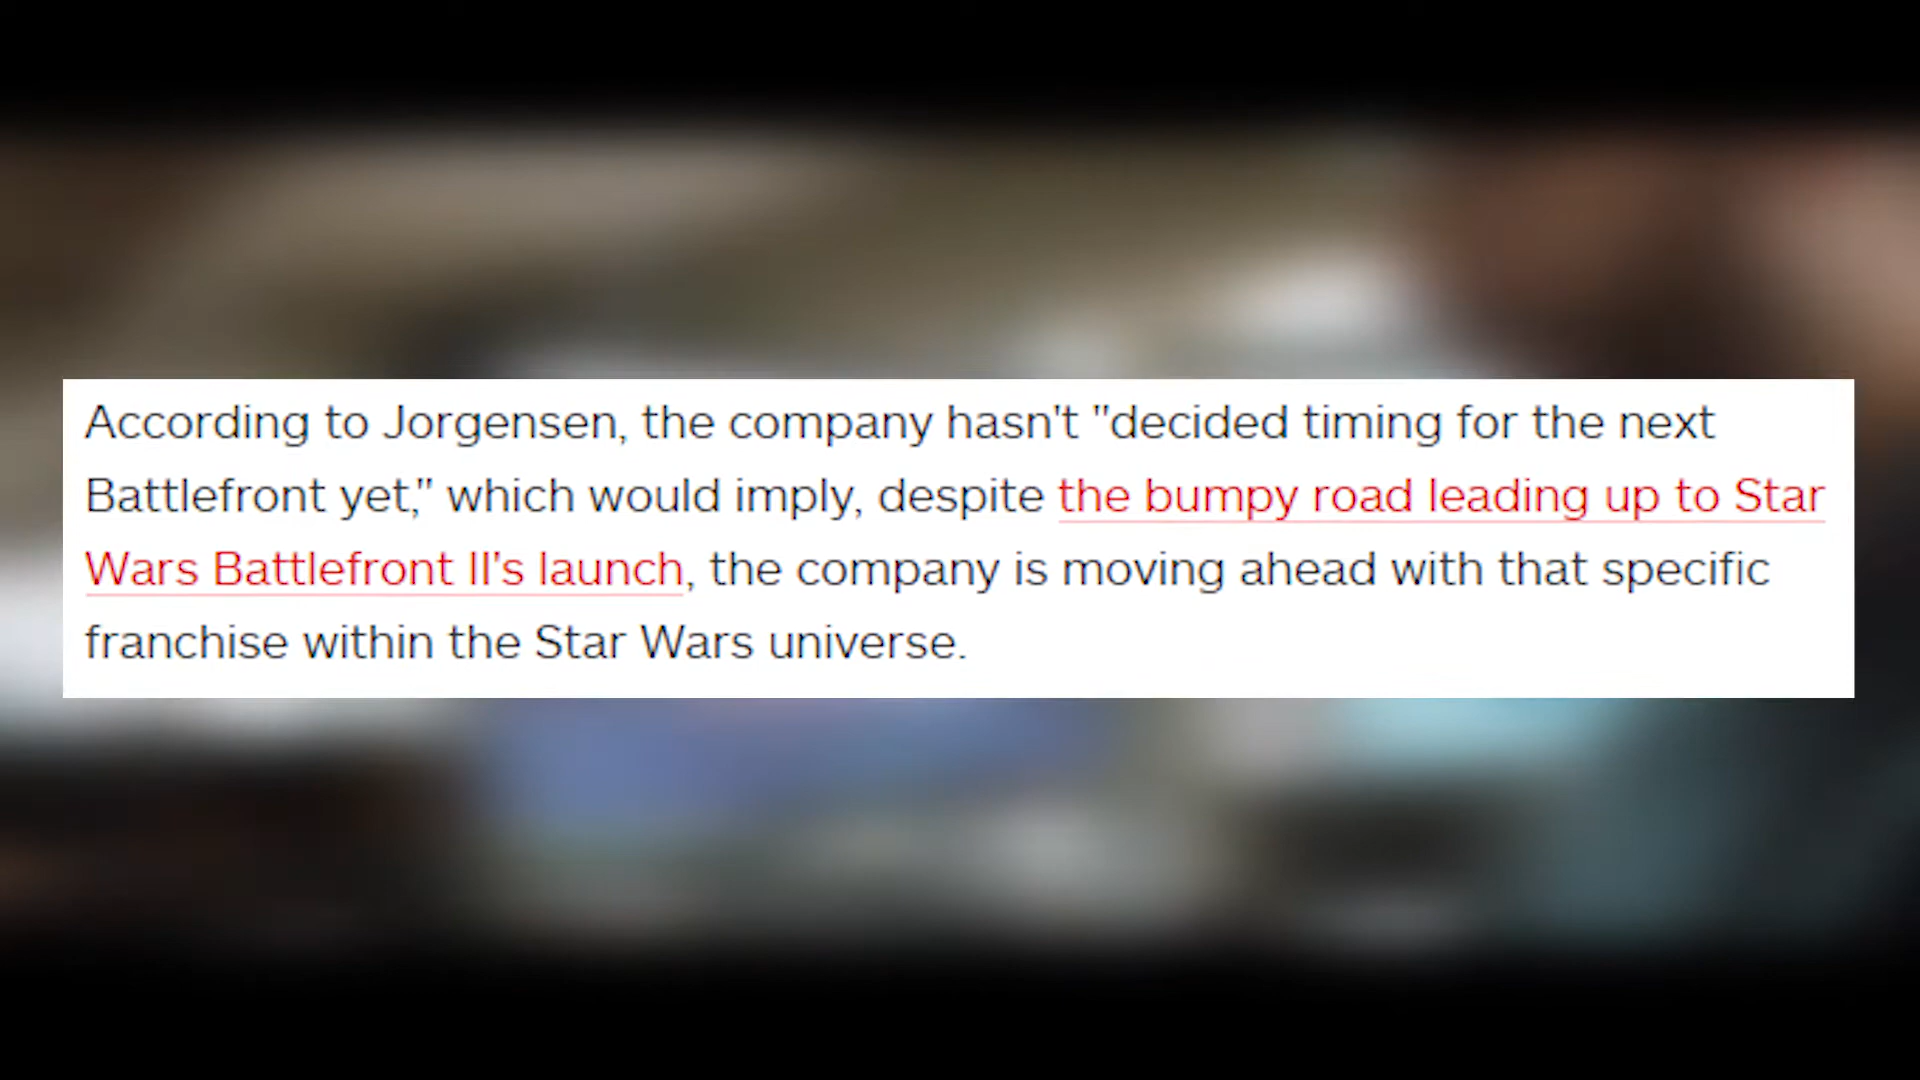 According to Jorgensen, the company hasn't "decided timing for the next
Battlefront yet," which would imply, despite the bumpy road leading up to Star
Wars Battlefront II's launch, the company is moving ahead with that specific
franchise within the Star Wars universe.